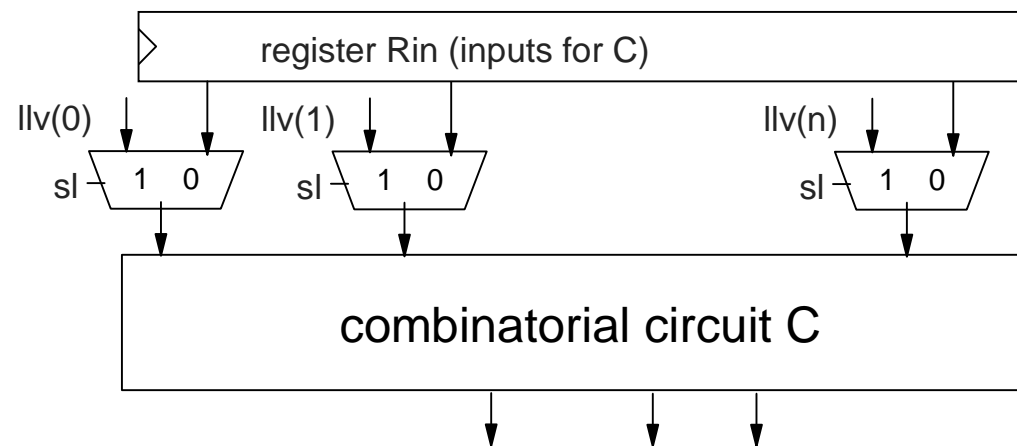 register Rin (inputs for C)
llv(0) llv(1) llv(n)
sl 1 0 sl 1 0 sl 1 0
combinatorial circuit C